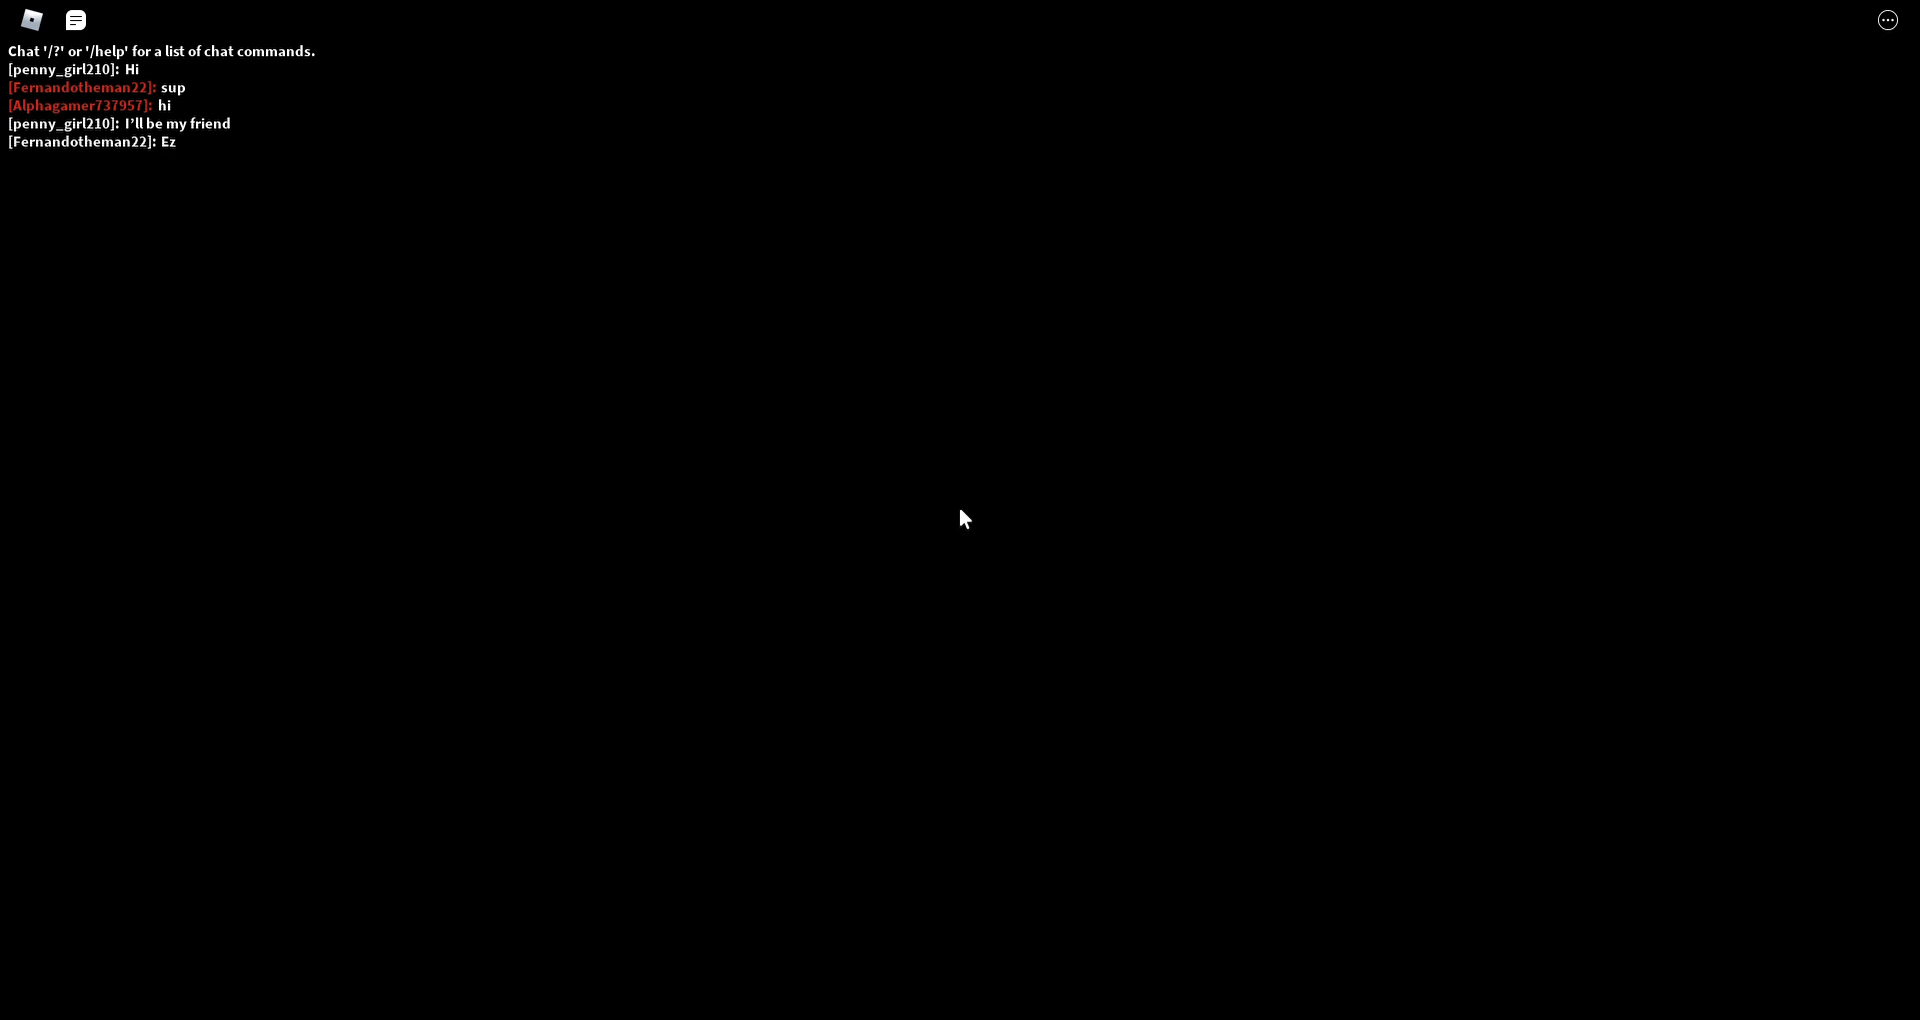 Chat '/?' or '/help' for a list of chat commands.
[penny_girl210]: Hi
[Fernandotheman22]: sup
[Alphagamer737957]: hi
[penny_girl210]: I’ll be my friend
[Fernandotheman22]: Ez